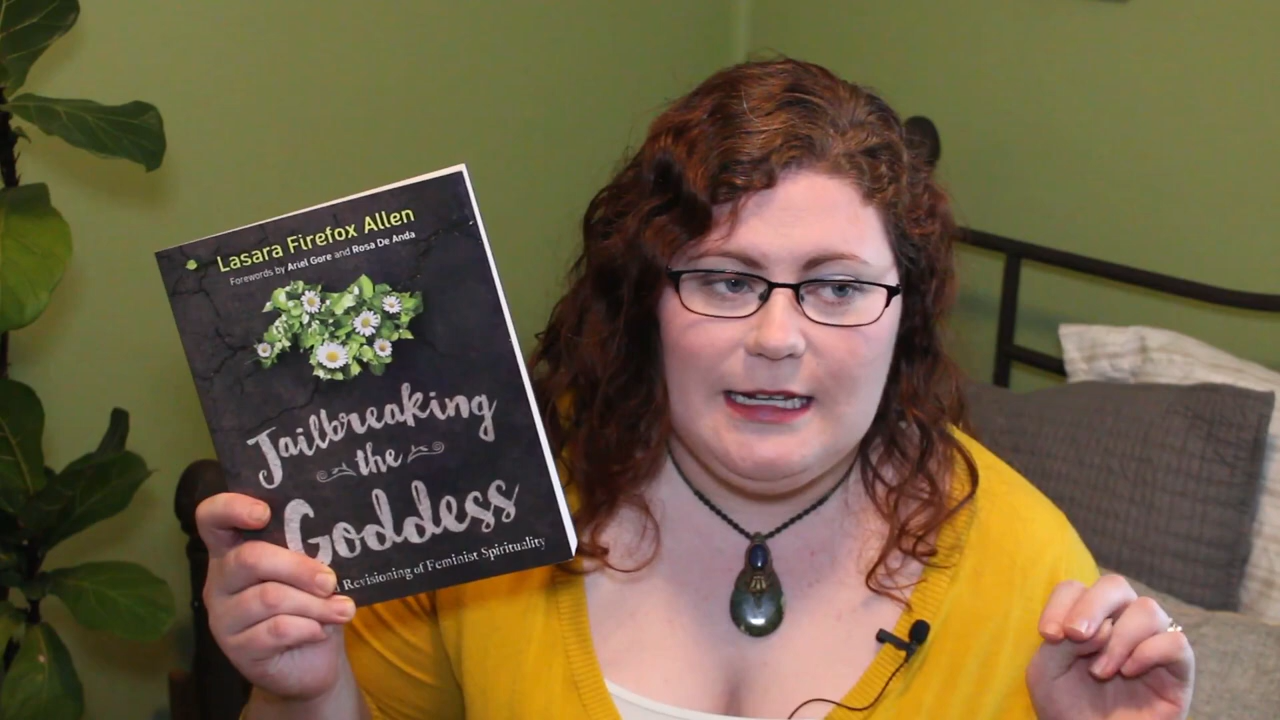 Lasara Firefox Allen
Forewords by Ariel Gore and Rosa De Anda
Jailbreaking
the
Goddess
Revisioning of Feminist Spirituality